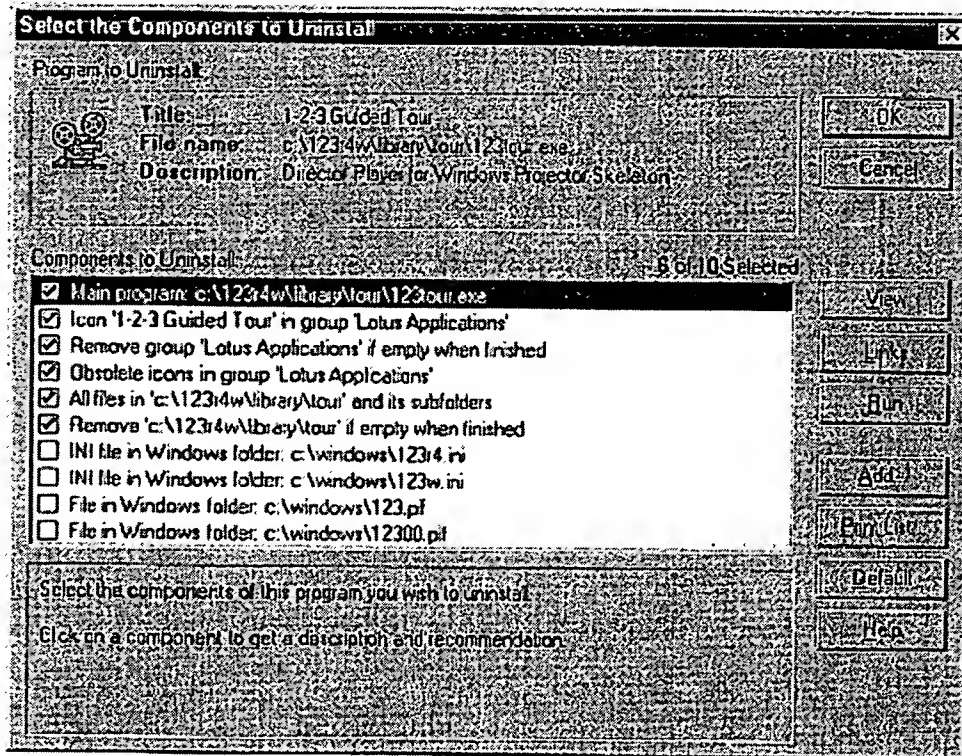 Select the Components to Uninstall
Program to Uninstall:
Title: 1-2-3 Guided Tour
File name: c:\123r4w\library\tour\123tour.exe
Description: Director Player for Windows Projector Skeleton
OK
Cancel
Components to Uninstall:
6 of 10 Selected
Main program: c:\123r4w\library\tour\123tour.exe
Icon '1-2-3 Guided Tour' in group 'Lotus Applications'
Remove group 'Lotus Applications' if empty when finished
Obsolete icons in group 'Lotus Applications'
All files in 'c:\123r4w\library\tour' and its subfolders
Remove 'c:\123r4w\library\tour' if empty when finished
INI file in Windows folder: c:\windows\123r4.ini
INI file in Windows folder: c:\windows\123w.ini
File in Windows folder: c:\windows\123.pif
File in Windows folder: c:\windows\12300.pif
View
Links
Run
Add
Print List
Default
Help
Select the components of this program you wish to uninstall.
Click on a component to get a description and recommendation.